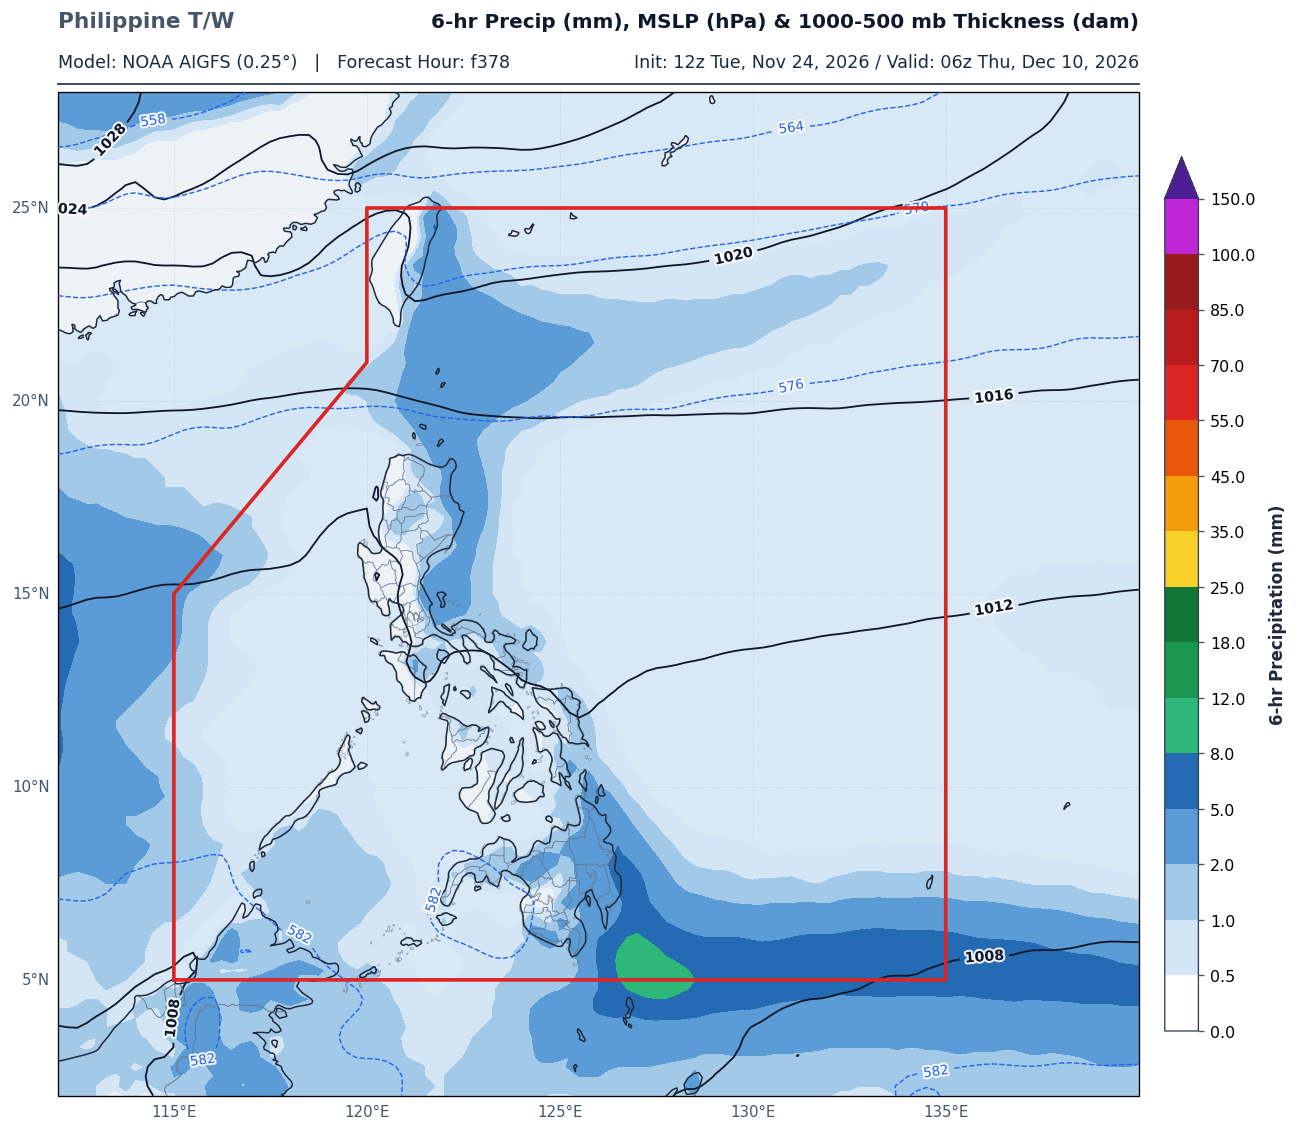 Philippine T/W
6-hr Precip (mm), MSLP (hPa) & 1000-500 mb Thickness (dam)
Model: NOAA AIGFS (0.25°) | Forecast Hour: f378
Init: 12z Tue, Nov 24, 2026 / Valid: 06z Thu, Dec 10, 2026
558
1028
564
024
570
1020
576
1016
1012
582
582
1008
1008
582
582
25°N
20°N
15°N
10°N
5°N
115°E
120°E
125°E
130°E
135°E
150.0
100.0
85.0
70.0
55.0
45.0
35.0
25.0
18.0
12.0
8.0
5.0
2.0
1.0
0.5
0.0
6-hr Precipitation (mm)